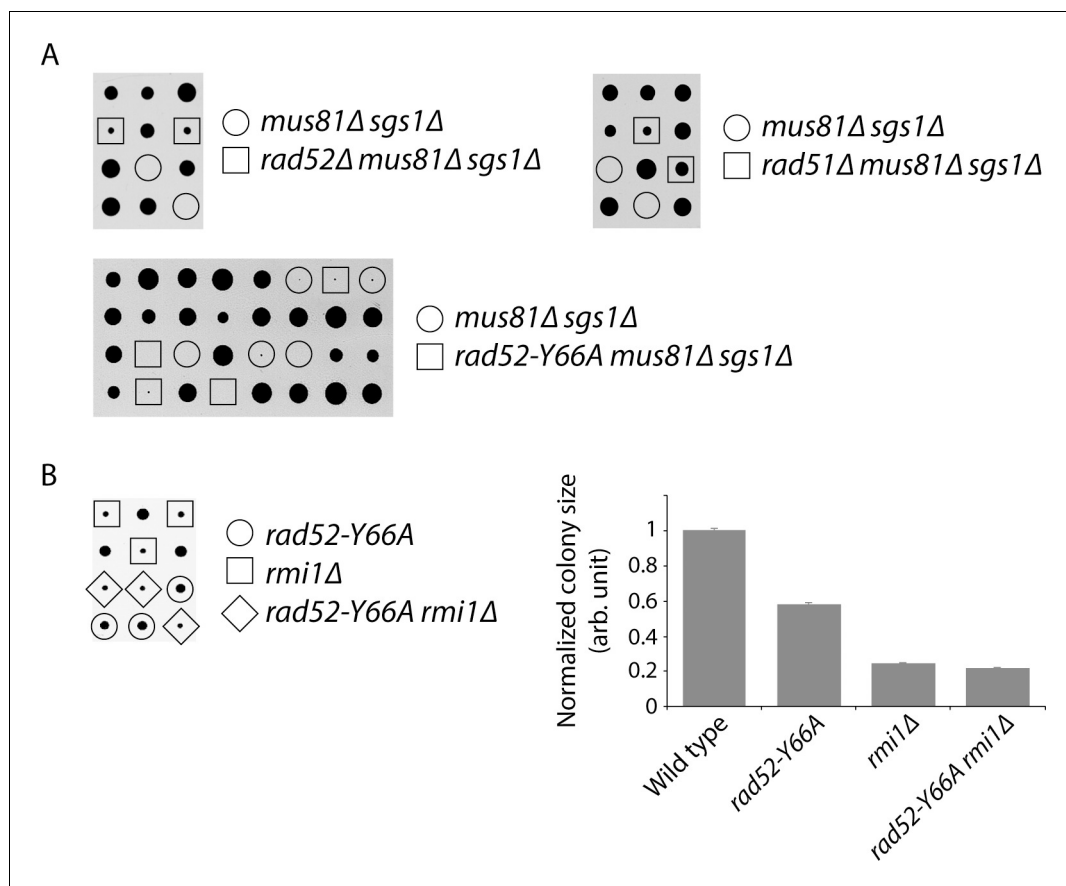 A
mus81Δ sgs1Δ
rad52Δ mus81Δ sgs1Δ
mus81Δ sgs1Δ
rad51Δ mus81Δ sgs1Δ
mus81Δ sgs1Δ
rad52-Y66A mus81Δ sgs1Δ
B
rad52-Y66A
rmi1Δ
rad52-Y66A rmi1Δ
Normalized colony size
(arb. unit)
1
0.8
0.6
0.4
0.2
0
Wild type
rad52-Y66A
rmi1Δ
rad52-Y66A rmi1Δ